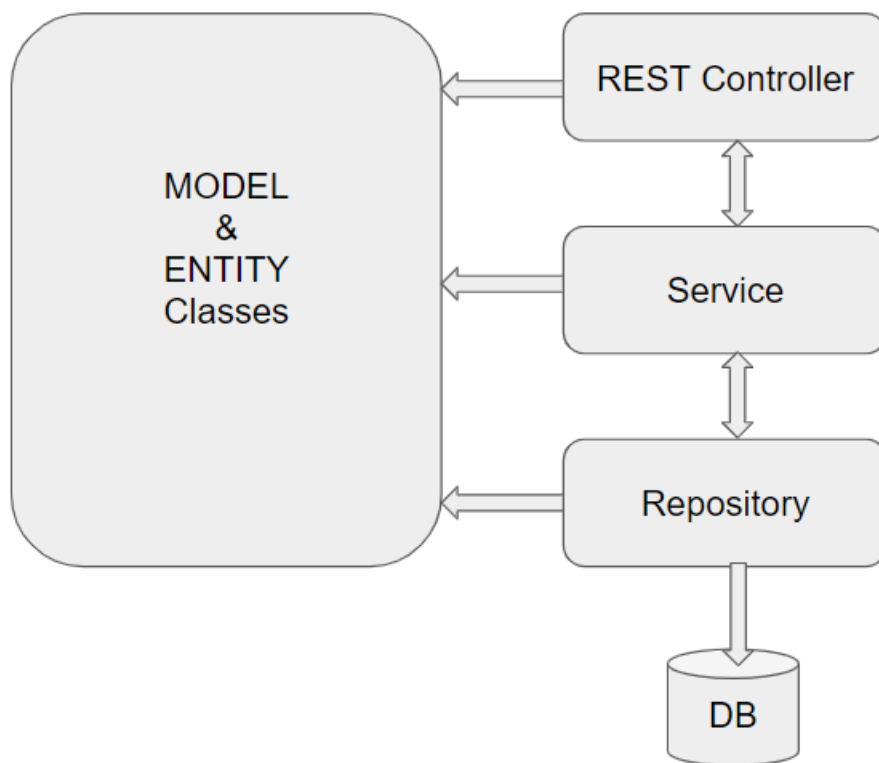 REST Controller
MODEL
&
ENTITY
Classes
Service
Repository
DB